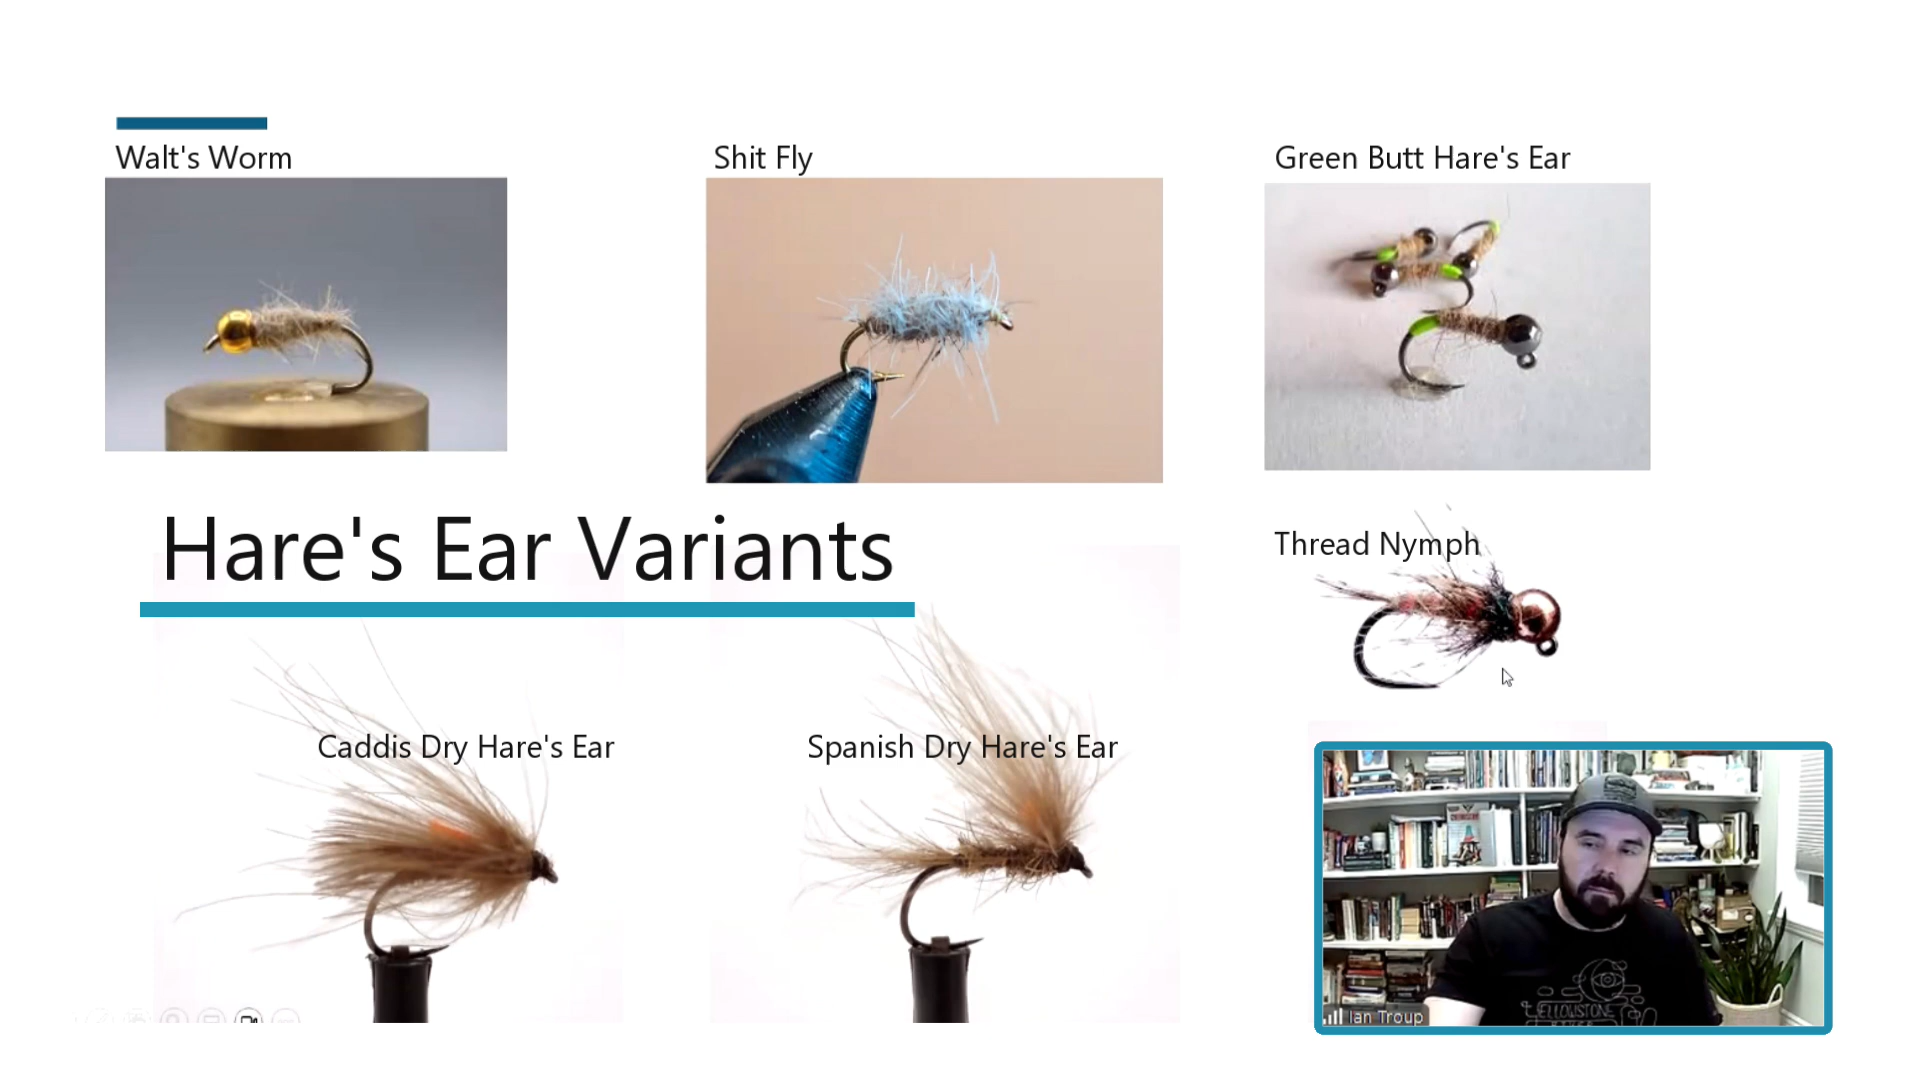 Walt's Worm
Shit Fly
Green Butt Hare's Ear
Hare's Ear Variants
Thread Nymph
Caddis Dry Hare's Ear
Spanish Dry Hare's Ear
YELLOWSTONE
Ian Troup